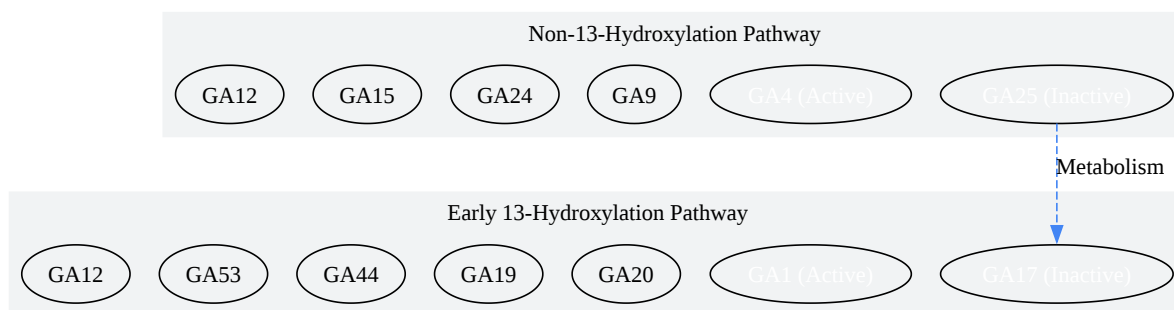 Non-13-Hydroxylation Pathway
GA12 GA15 GA24 GA9 GA4 (Active) GA25 (Inactive)
Metabolism
Early 13-Hydroxylation Pathway
GA12 GA53 GA44 GA19 GA20 GA1 (Active) GA17 (Inactive)